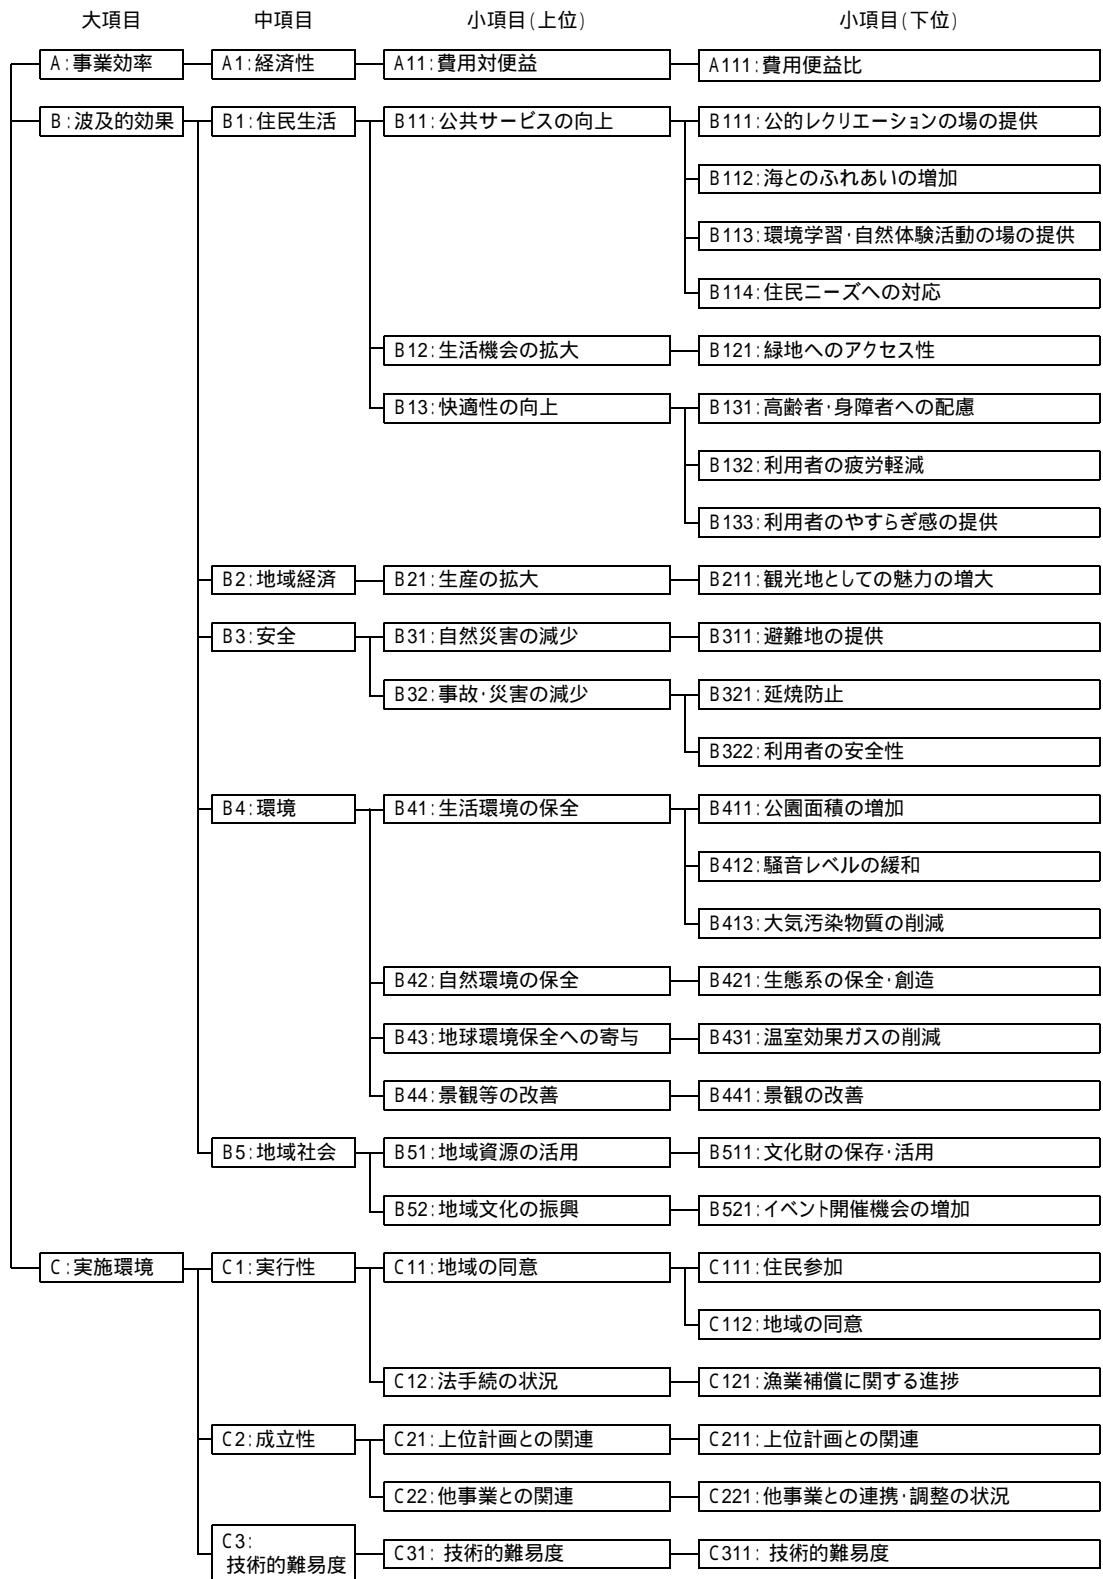 大項目 中項目 小項目(上位) 小項目(下位)
A:事業効率 A1:経済性 A11:費用対便益 A111:費用便益比
B:波及的効果 B1:住民生活 B11:公共サービスの向上 B111:公的レクリエーションの場の提供
B112:海とのふれあいの増加
B113:環境学習・自然体験活動の場の提供
B114:住民ニーズへの対応
B12:生活機会の拡大 B121:緑地へのアクセス性
B13:快適性の向上 B131:高齢者・身障者への配慮
B132:利用者の疲労軽減
B133:利用者のやすらぎ感の提供
B2:地域経済 B21:生産の拡大 B211:観光地としての魅力の増大
B3:安全 B31:自然災害の減少 B311:避難地の提供
B32:事故・災害の減少 B321:延焼防止
B322:利用者の安全性
B4:環境 B41:生活環境の保全 B411:公園面積の増加
B412:騒音レベルの緩和
B413:大気汚染物質の削減
B42:自然環境の保全 B421:生態系の保全・創造
B43:地球環境保全への寄与 B431:温室効果ガスの削減
B44:景観等の改善 B441:景観の改善
B5:地域社会 B51:地域資源の活用 B511:文化財の保存・活用
B52:地域文化の振興 B521:イベント開催機会の増加
C:実施環境 C1:実行性 C11:地域の同意 C111:住民参加
C112:地域の同意
C12:法手続の状況 C121:漁業補償に関する進捗
C2:成立性 C21:上位計画との関連 C211:上位計画との関連
C22:他事業との関連 C221:他事業との連携・調整の状況
C3:
技術的難易度 C31: 技術的難易度 C311: 技術的難易度